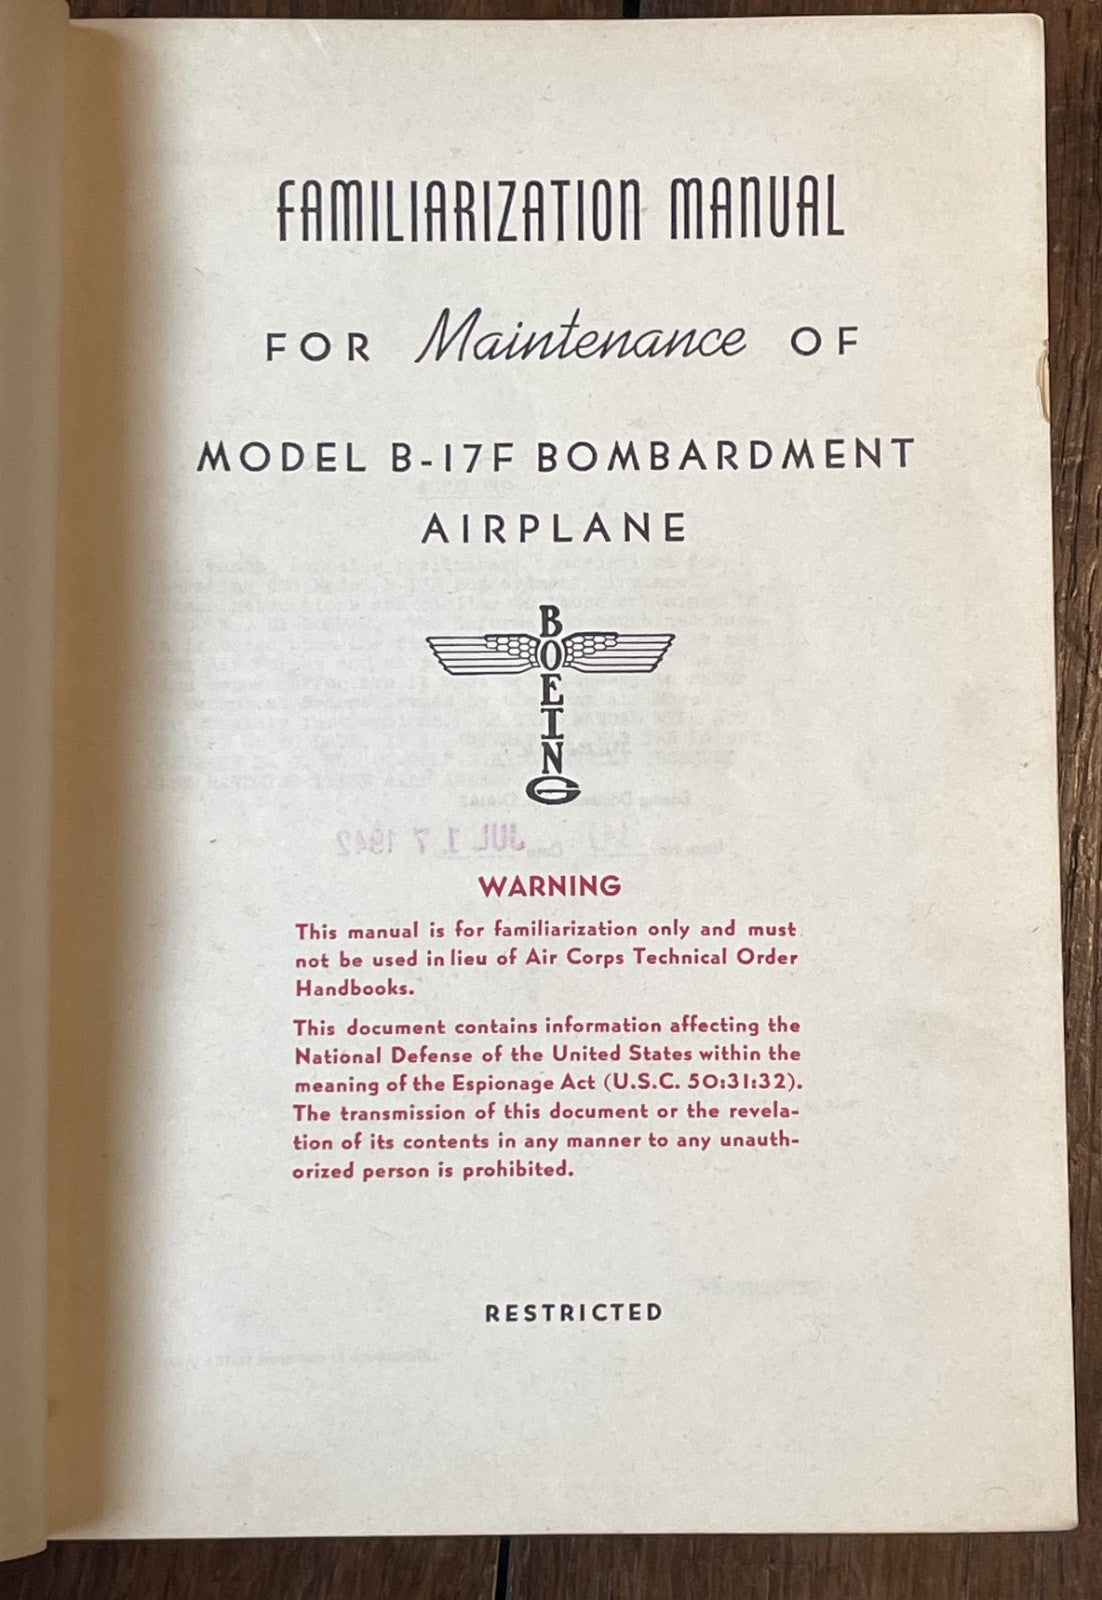 FAMILIARIZATION MANUAL
FOR Maintenance OF
MODEL B-17F BOMBARDMENT
AIRPLANE
BOEING
JUL 17 1942
WARNING
This manual is for familiarization only and must
not be used in lieu of Air Corps Technical Order
Handbooks.
This document contains information affecting the
National Defense of the United States within the
meaning of the Espionage Act (U.S.C. 50:31:32).
The transmission of this document or the revela-
tion of its contents in any manner to any unauth-
orized person is prohibited.
RESTRICTED